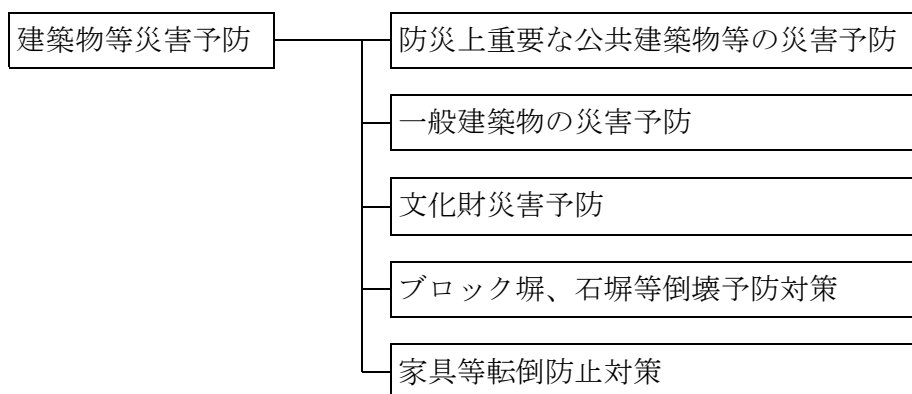 建築物等災害予防
防災上重要な公共建築物等の災害予防
一般建築物の災害予防
文化財災害予防
ブロック塀、石塀等倒壊予防対策
家具等転倒防止対策